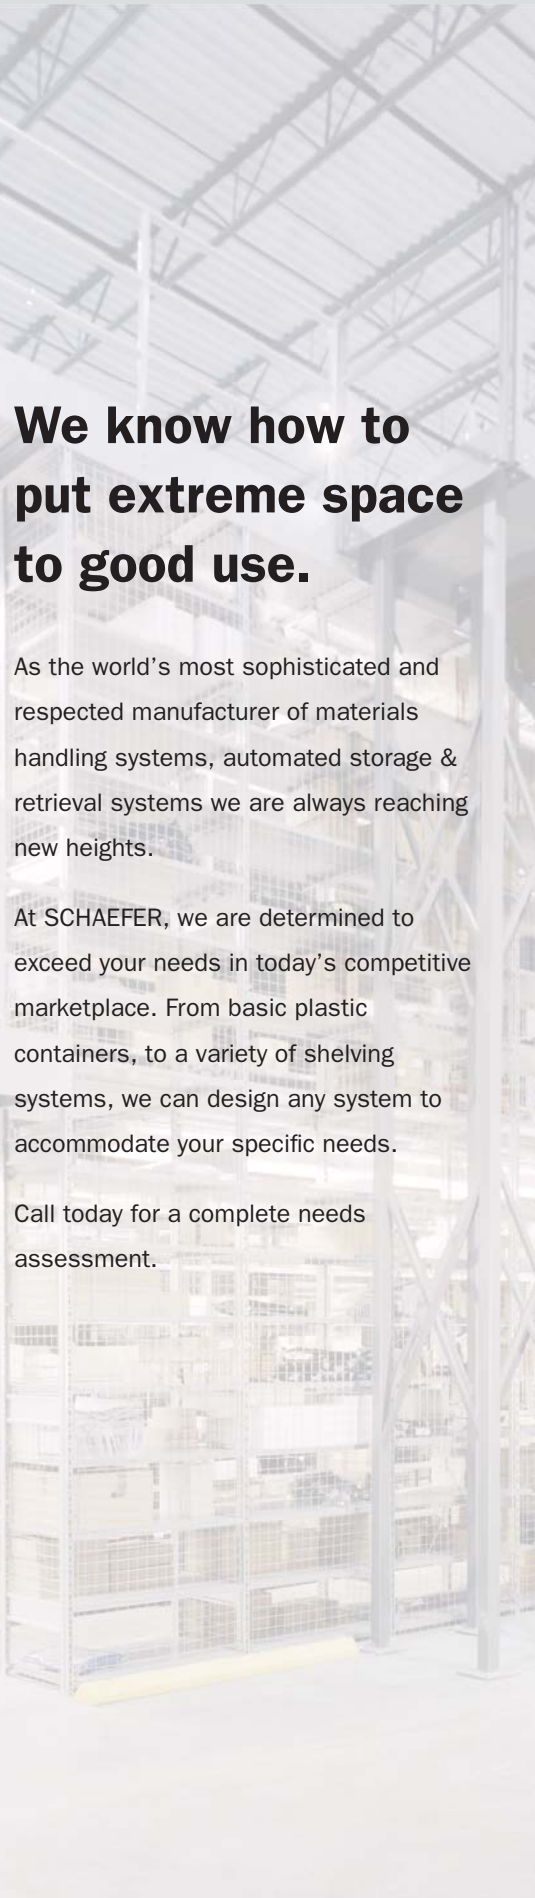 We know how to
put extreme space
to good use.
As the world’s most sophisticated and
respected manufacturer of materials
handling systems, automated storage &
retrieval systems we are always reaching
new heights.
At SCHAEFER, we are determined to
exceed your needs in today’s competitive
marketplace. From basic plastic
containers, to a variety of shelving
systems, we can design any system to
accommodate your specific needs.
Call today for a complete needs
assessment.